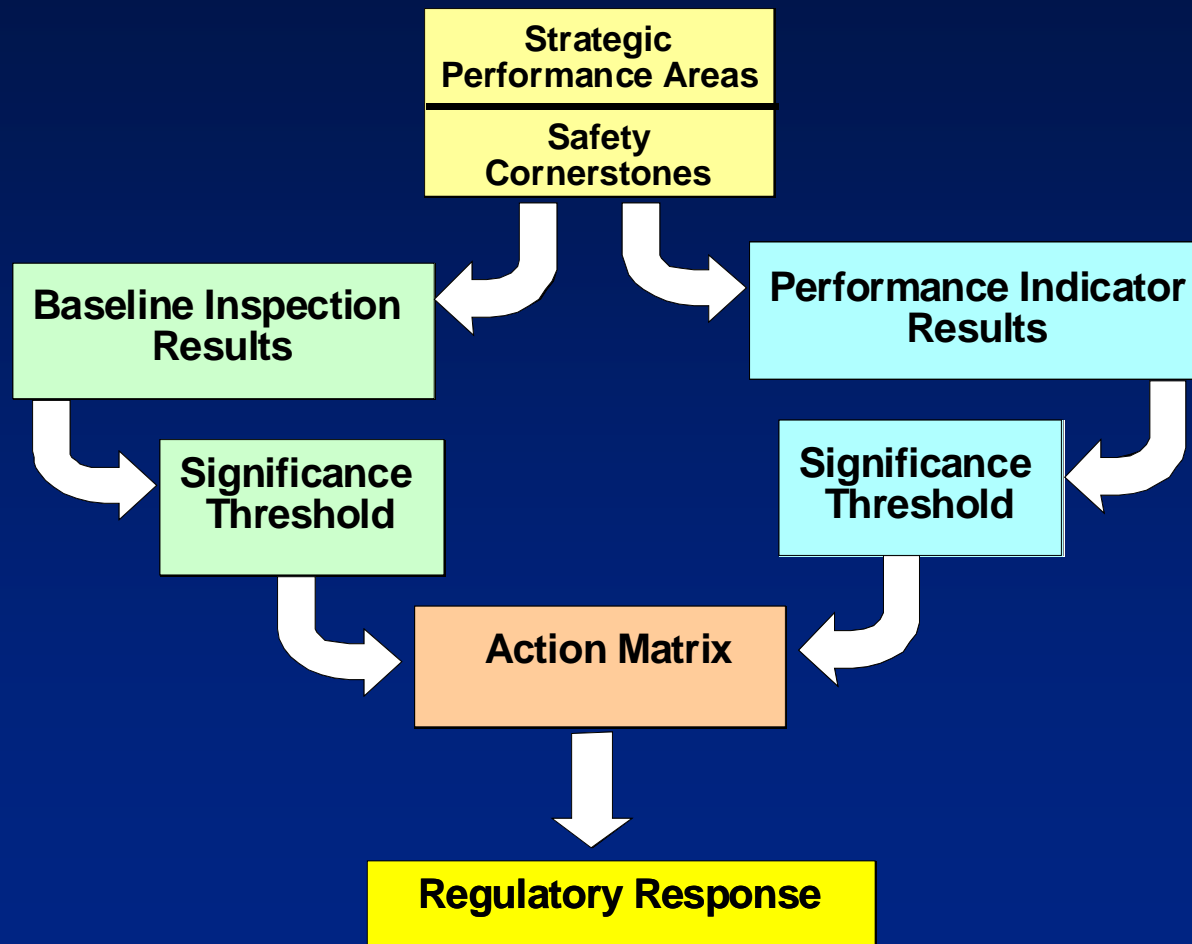 Strategic
Performance Areas
Safety
Cornerstones
Baseline Inspection
Results
Performance Indicator
Results
Significance
Threshold
Significance
Threshold
Action Matrix
Regulatory Response